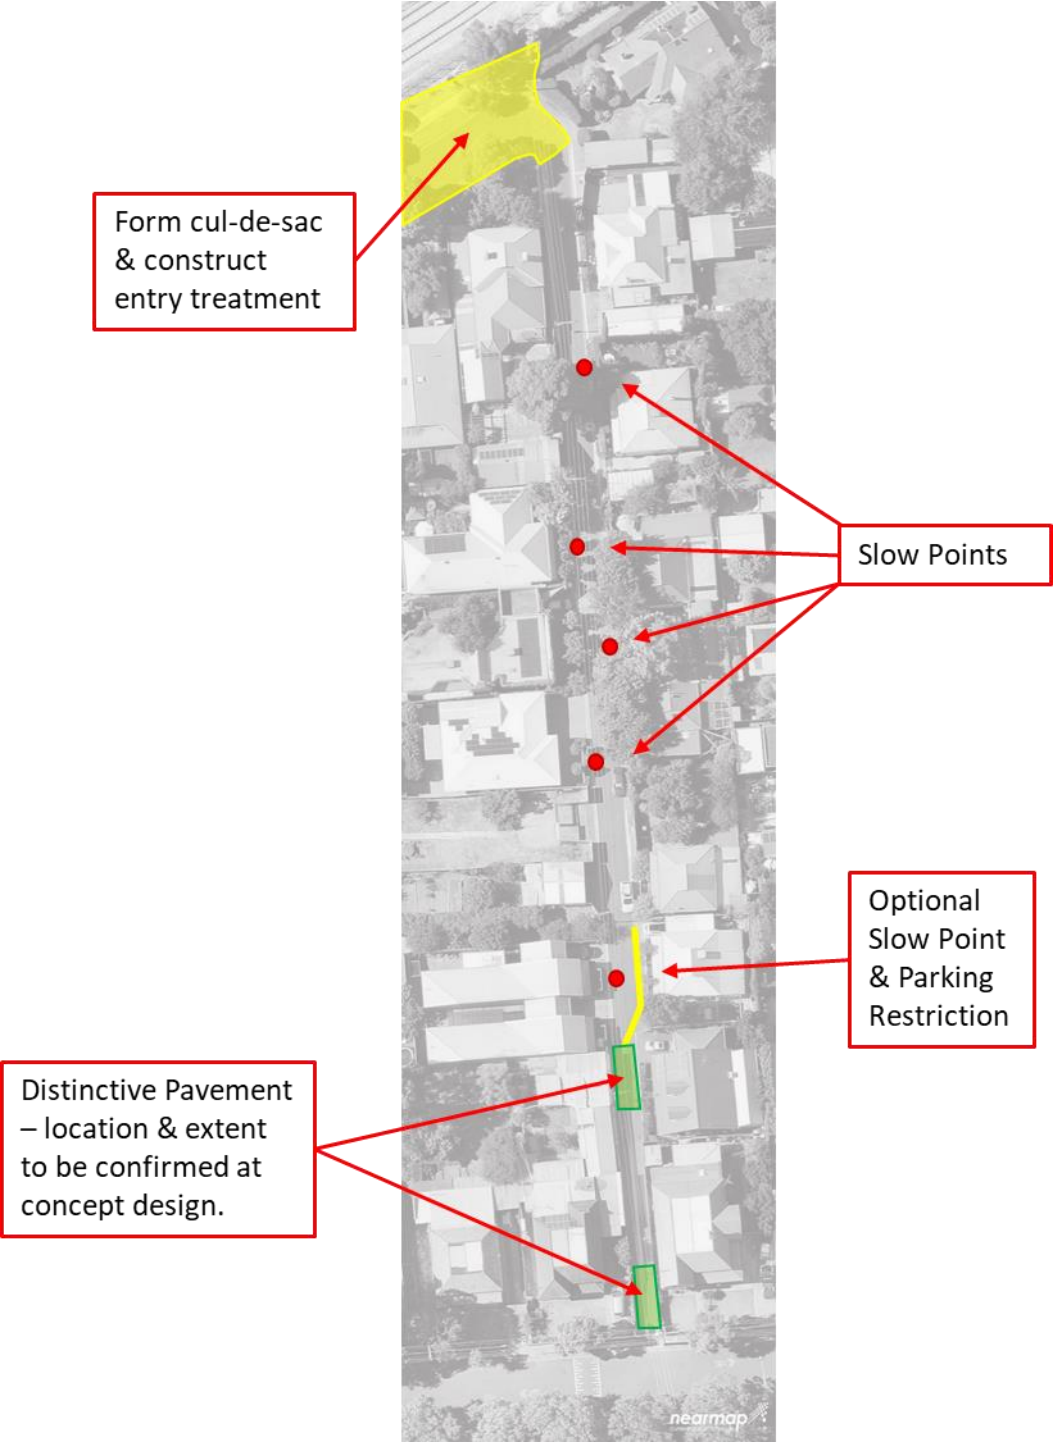 Form cul-de-sac
& construct
entry treatment
Slow Points
Optional
Slow Point
& Parking
Restriction
Distinctive Pavement
– location & extent
to be confirmed at
concept design.
nearmap